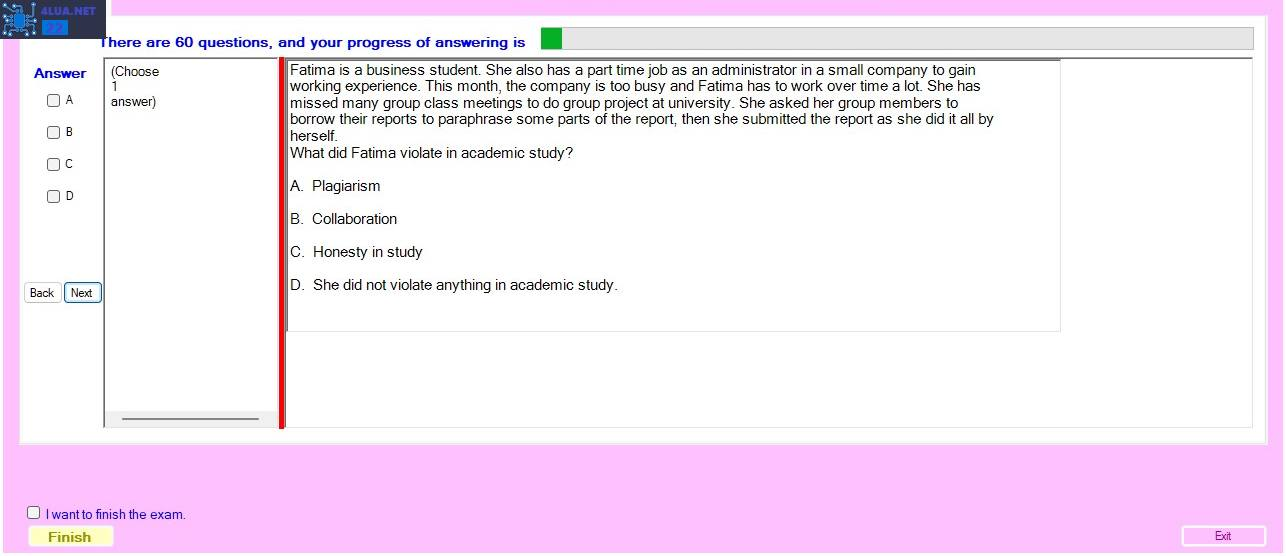 4LUA.NET
22
There are 60 questions, and your progress of answering is
Answer
A
B
C
D
Back Next
(Choose
1
answer)
Fatima is a business student. She also has a part time job as an administrator in a small company to gain
working experience. This month, the company is too busy and Fatima has to work over time a lot. She has
missed many group class meetings to do group project at university. She asked her group members to
borrow their reports to paraphrase some parts of the report, then she submitted the report as she did it all by
herself.
What did Fatima violate in academic study?
A. Plagiarism
B. Collaboration
C. Honesty in study
D. She did not violate anything in academic study.
I want to finish the exam.
Finish
Exit